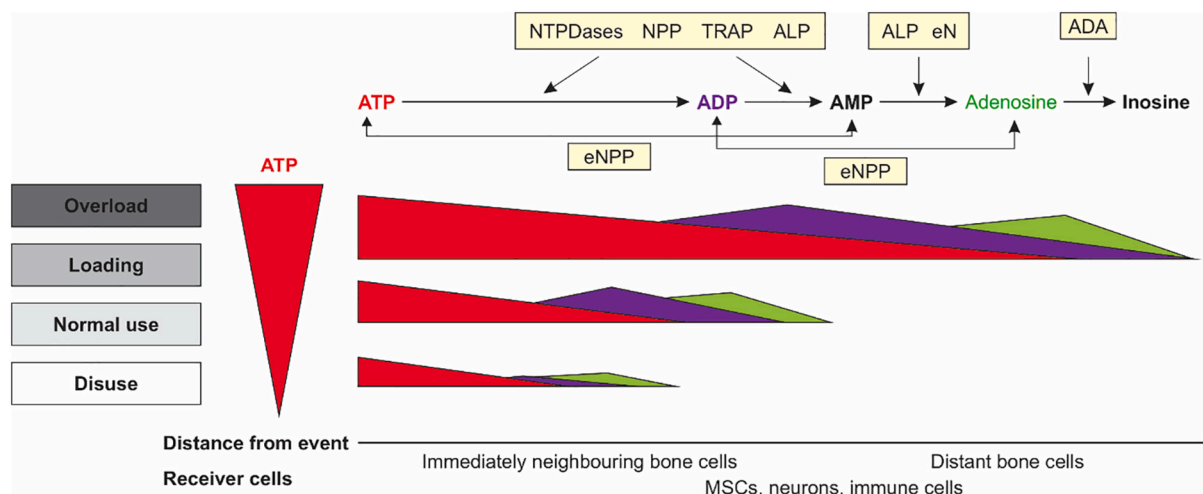 NTPDases NPP TRAP ALP
ALP eN
ADA
ATP
ADP
AMP
Adenosine
Inosine
eNPP
eNPP
ATP
Overload
Loading
Normal use
Disuse
Distance from event
Immediately neighbouring bone cells
Distant bone cells
Receiver cells
MSCs, neurons, immune cells